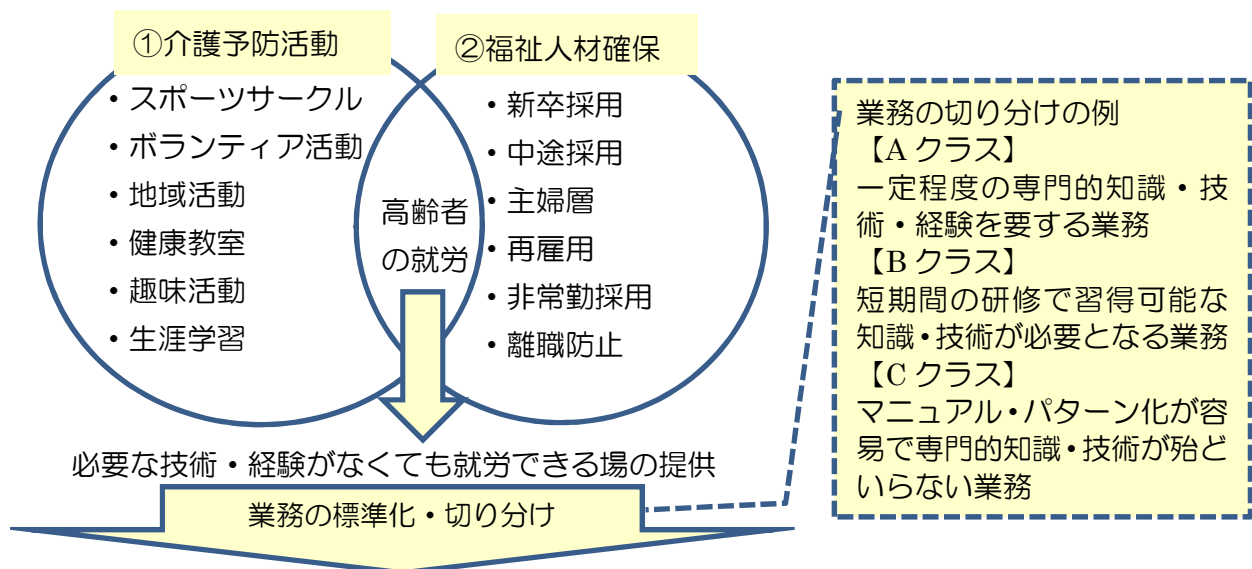 ①介護予防活動
・スポーツサークル
・ボランティア活動
・地域活動
・健康教室
・趣味活動
・生涯学習
高齢者
の就労
②福祉人材確保
・新卒採用
・中途採用
・主婦層
・再雇用
・非常勤採用
・離職防止
必要な技術・経験がなくても就労できる場の提供
業務の標準化・切り分け
業務の切り分けの例
【A クラス】
一定程度の専門的知識・技
術・経験を要する業務
【B クラス】
短期間の研修で習得可能な
知識・技術が必要となる業務
【C クラス】
マニュアル・パターン化が容
易で専門的知識・技術が殆ど
いらない業務